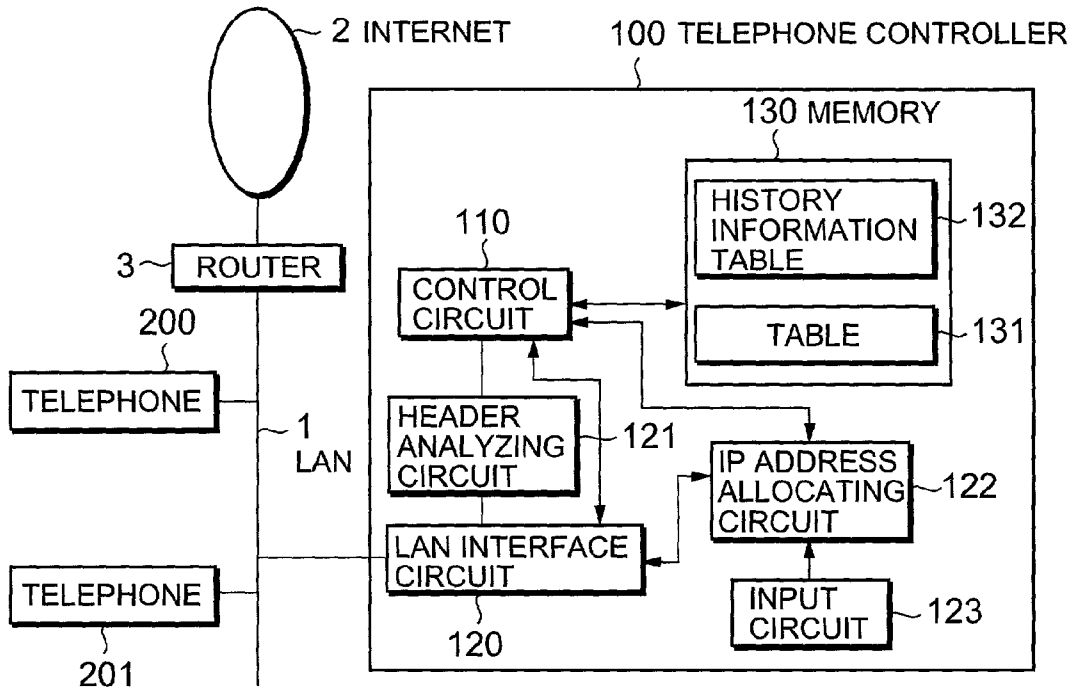 2 INTERNET
100 TELEPHONE CONTROLLER
130 MEMORY
HISTORY
INFORMATION
TABLE
132
110
3
ROUTER
CONTROL
CIRCUIT
200
TABLE
131
TELEPHONE
1
LAN
HEADER
ANALYZING
CIRCUIT
121
IP ADDRESS
ALLOCATING
CIRCUIT
122
LAN INTERFACE
CIRCUIT
TELEPHONE
INPUT
CIRCUIT
123
120
201